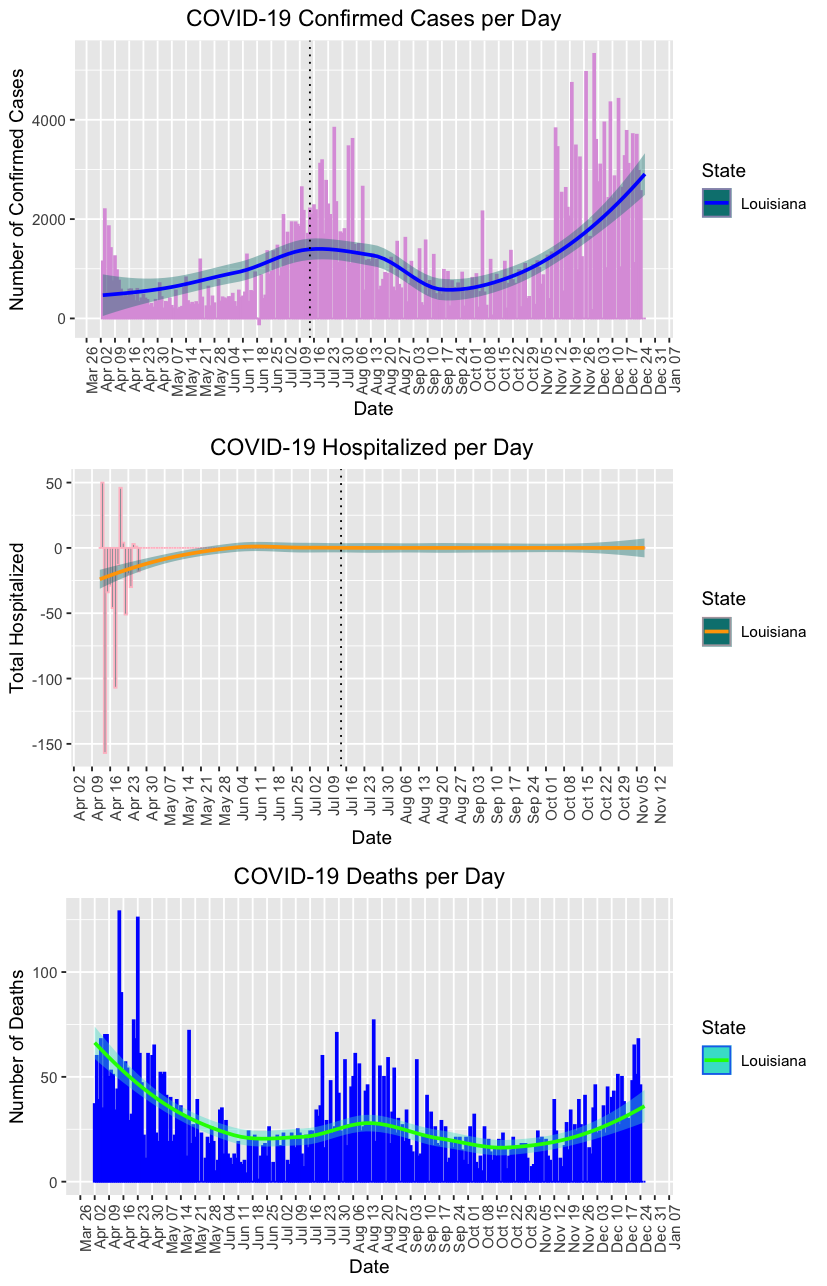 COVID-19 Confirmed Cases per Day
Number of Confirmed Cases
4000
2000
0
Mar 26
Apr 02
Apr 09
Apr 16
Apr 23
Apr 30
May 07
May 14
May 21
May 28
Jun 04
Jun 11
Jun 18
Jun 25
Jul 02
Jul 09
Jul 16
Jul 23
Jul 30
Aug 06
Aug 13
Aug 20
Aug 27
Sep 03
Sep 10
Sep 17
Sep 24
Oct 01
Oct 08
Oct 15
Oct 22
Oct 29
Nov 05
Nov 12
Nov 19
Nov 26
Dec 03
Dec 10
Dec 17
Dec 24
Dec 31
Jan 07
Date
State
Louisiana
COVID-19 Hospitalized per Day
Total Hospitalized
50
0
-50
-100
-150
Apr 02
Apr 09
Apr 16
Apr 23
Apr 30
May 07
May 14
May 21
May 28
Jun 04
Jun 11
Jun 18
Jun 25
Jul 02
Jul 09
Jul 16
Jul 23
Jul 30
Aug 06
Aug 13
Aug 20
Aug 27
Sep 03
Sep 10
Sep 17
Sep 24
Oct 01
Oct 08
Oct 15
Oct 22
Oct 29
Nov 05
Nov 12
Date
State
Louisiana
COVID-19 Deaths per Day
Number of Deaths
100
50
0
Mar 26
Apr 02
Apr 09
Apr 16
Apr 23
Apr 30
May 07
May 14
May 21
May 28
Jun 04
Jun 11
Jun 18
Jun 25
Jul 02
Jul 09
Jul 16
Jul 23
Jul 30
Aug 06
Aug 13
Aug 20
Aug 27
Sep 03
Sep 10
Sep 17
Sep 24
Oct 01
Oct 08
Oct 15
Oct 22
Oct 29
Nov 05
Nov 12
Nov 19
Nov 26
Dec 03
Dec 10
Dec 17
Dec 24
Dec 31
Jan 07
Date
State
Louisiana